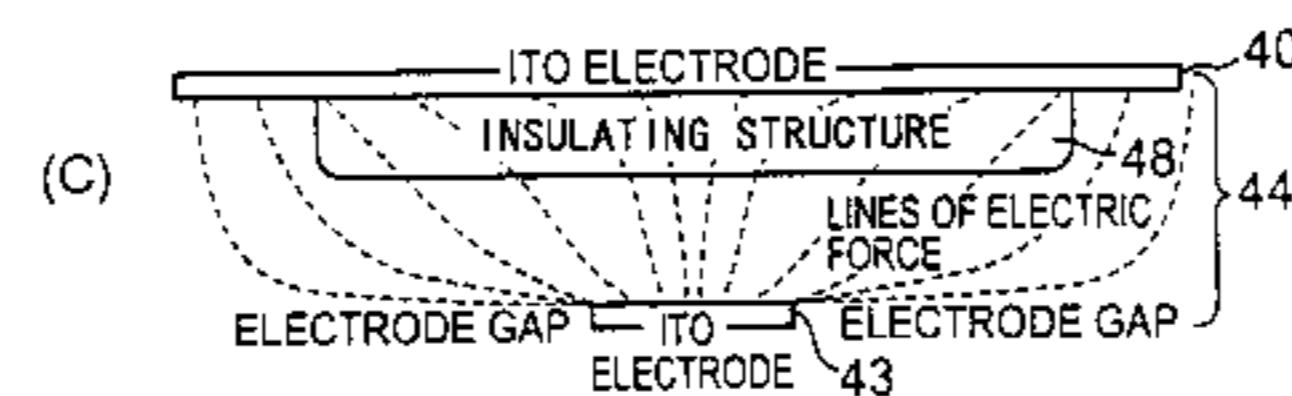 ITO ELECTRODE
40
INSULATING STRUCTURE
48
(C)
44
LINES OF ELECTRIC
FORCE
ELECTRODE GAP
ITO
ELECTRODE
ELECTRODE GAP
43